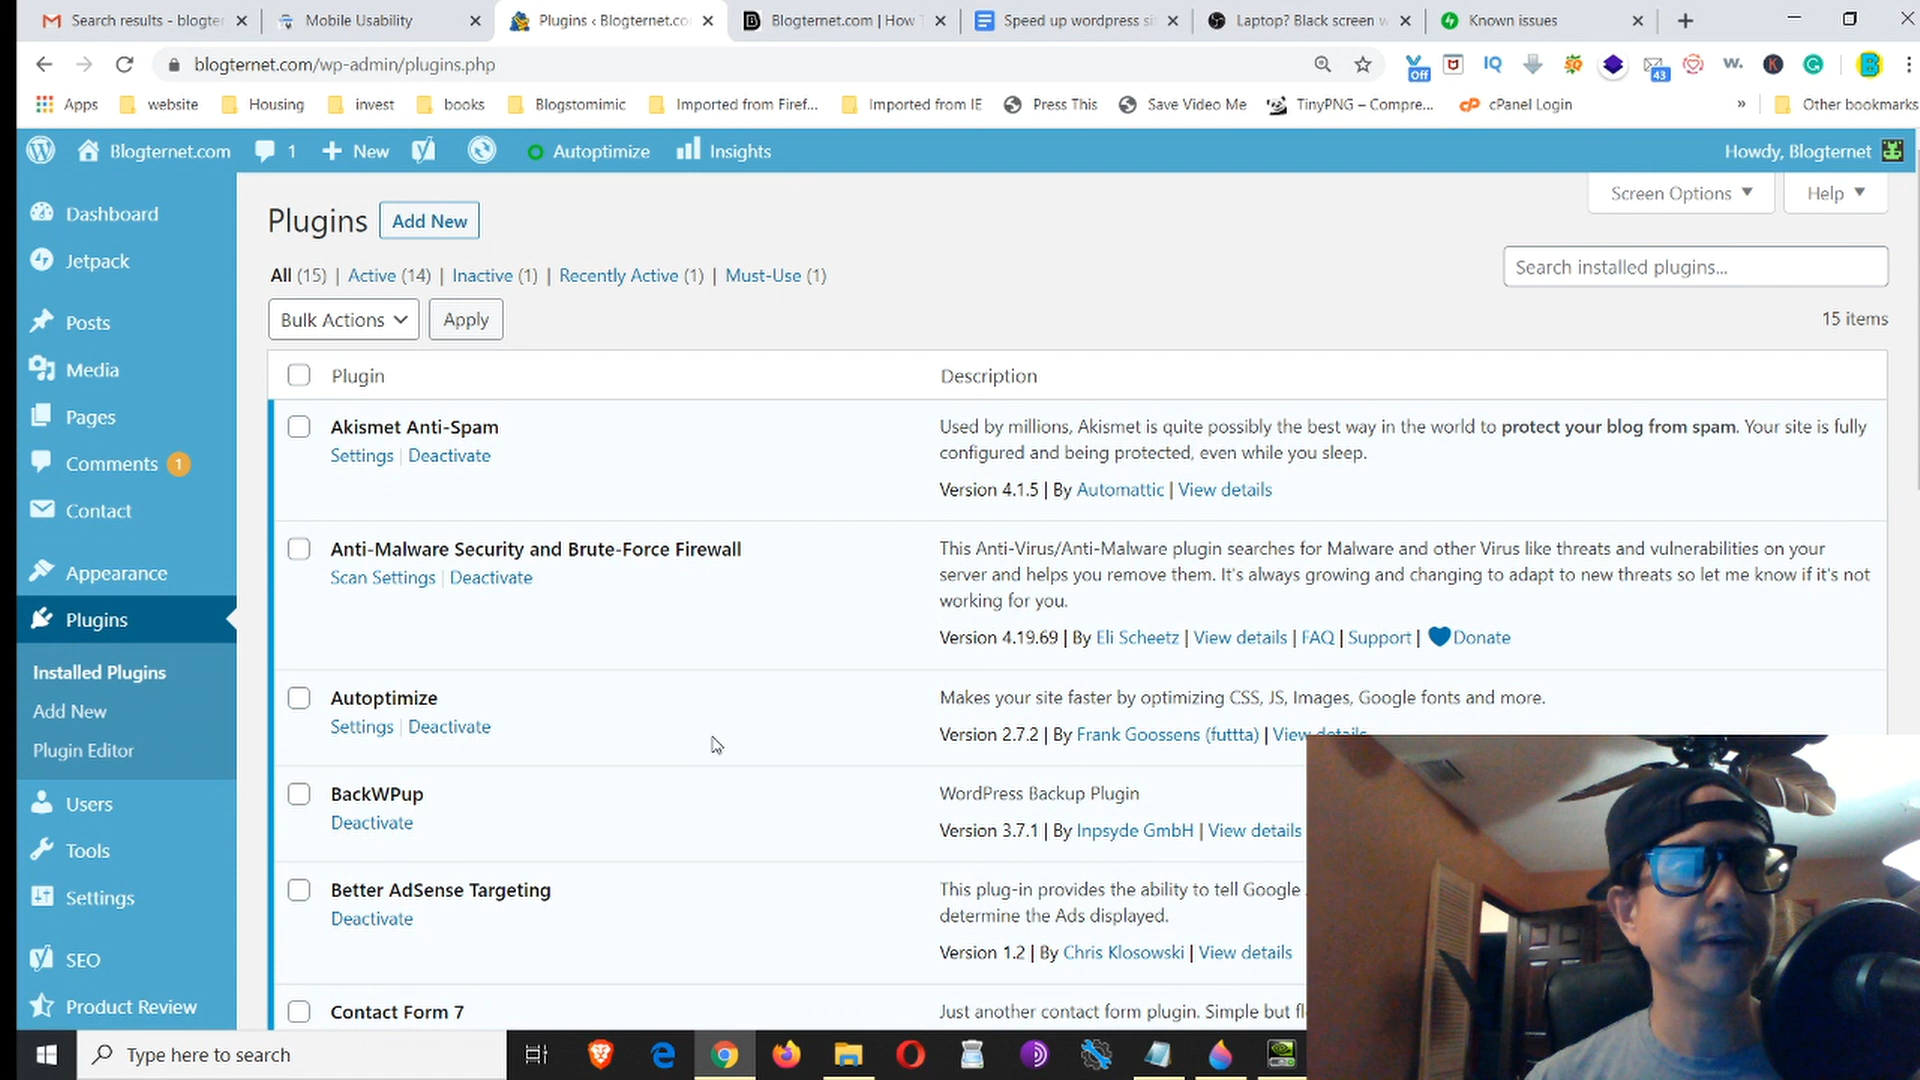 Search results - blogter
Mobile Usability
Plugins ‹ Blogternet.co
Blogternet.com | How T
Speed up wordpress si
Laptop? Black screen w
Known issues
blogternet.com/wp-admin/plugins.php
Off
IQ
43
w.
K
Apps
website
Housing
invest
books
Blogstomimic
Imported from Firef...
Imported from IE
Press This
Save Video Me
TinyPNG – Compre...
cP
cPanel Login
»
Other bookmarks
Blogternet.com
1
+ New
Autoptimize
Insights
Howdy, Blogternet
Dashboard
Jetpack
Posts
Media
Pages
Comments 1
Contact
Appearance
Plugins
Installed Plugins
Add New
Plugin Editor
Users
Tools
Settings
SEO
Product Review
Screen Options
Help
Plugins
Add New
All (15) | Active (14) | Inactive (1) | Recently Active (1) | Must-Use (1)
Search installed plugins...
Bulk Actions
Apply
15 items
Plugin
Description
Akismet Anti-Spam
Settings | Deactivate
Used by millions, Akismet is quite possibly the best way in the world to protect your blog from spam. Your site is fully
configured and being protected, even while you sleep.
Version 4.1.5 | By Automattic | View details
Anti-Malware Security and Brute-Force Firewall
Scan Settings | Deactivate
This Anti-Virus/Anti-Malware plugin searches for Malware and other Virus like threats and vulnerabilities on your
server and helps you remove them. It's always growing and changing to adapt to new threats so let me know if it's not
working for you.
Version 4.19.69 | By Eli Scheetz | View details | FAQ | Support | Donate
Autoptimize
Settings | Deactivate
Makes your site faster by optimizing CSS, JS, Images, Google fonts and more.
Version 2.7.2 | By Frank Goossens (futtta) | View details
BackWPup
Deactivate
WordPress Backup Plugin
Version 3.7.1 | By Inpsyde GmbH | View details
Better AdSense Targeting
Deactivate
This plug-in provides the ability to tell Google
determine the Ads displayed.
Version 1.2 | By Chris Klosowski | View details
Contact Form 7
Just another contact form plugin. Simple but fl
Type here to search